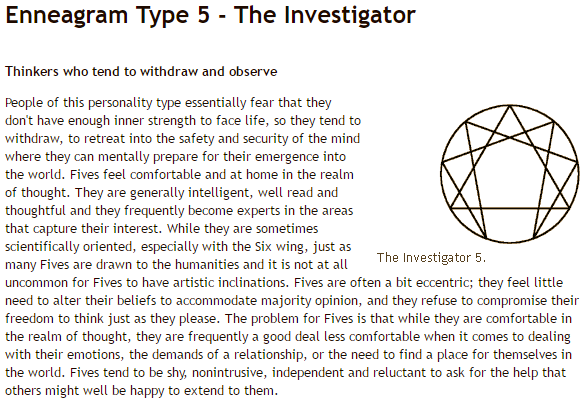 Enneagram Type 5 - The Investigator
Thinkers who tend to withdraw and observe
People of this personality type essentially fear that they
don't have enough inner strength to face life, so they tend to
withdraw, to retreat into the safety and security of the mind
where they can mentally prepare for their emergence into
the world. Fives feel comfortable and at home in the realm
of thought. They are generally intelligent, well read and
thoughtful and they frequently become experts in the areas
that capture their interest. While they are sometimes
scientifically oriented, especially with the Six wing, just as
many Fives are drawn to the humanities and it is not at all
uncommon for Fives to have artistic inclinations. Fives are often a bit eccentric; they feel little
need to alter their beliefs to accommodate majority opinion, and they refuse to compromise their
freedom to think just as they please. The problem for Fives is that while they are comfortable in
the realm of thought, they are frequently a good deal less comfortable when it comes to dealing
with their emotions, the demands of a relationship, or the need to find a place for themselves in
the world. Fives tend to be shy, nonintrusive, independent and reluctant to ask for the help that
others might well be happy to extend to them.
The Investigator 5.